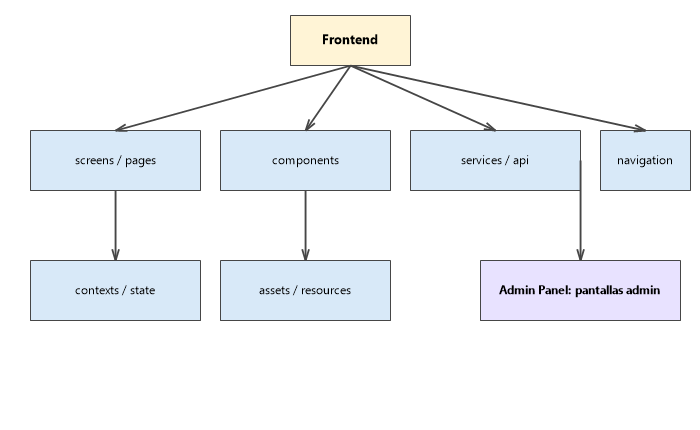 Frontend
screens / pages
components
services / api
navigation
contexts / state
assets / resources
Admin Panel: pantallas admin